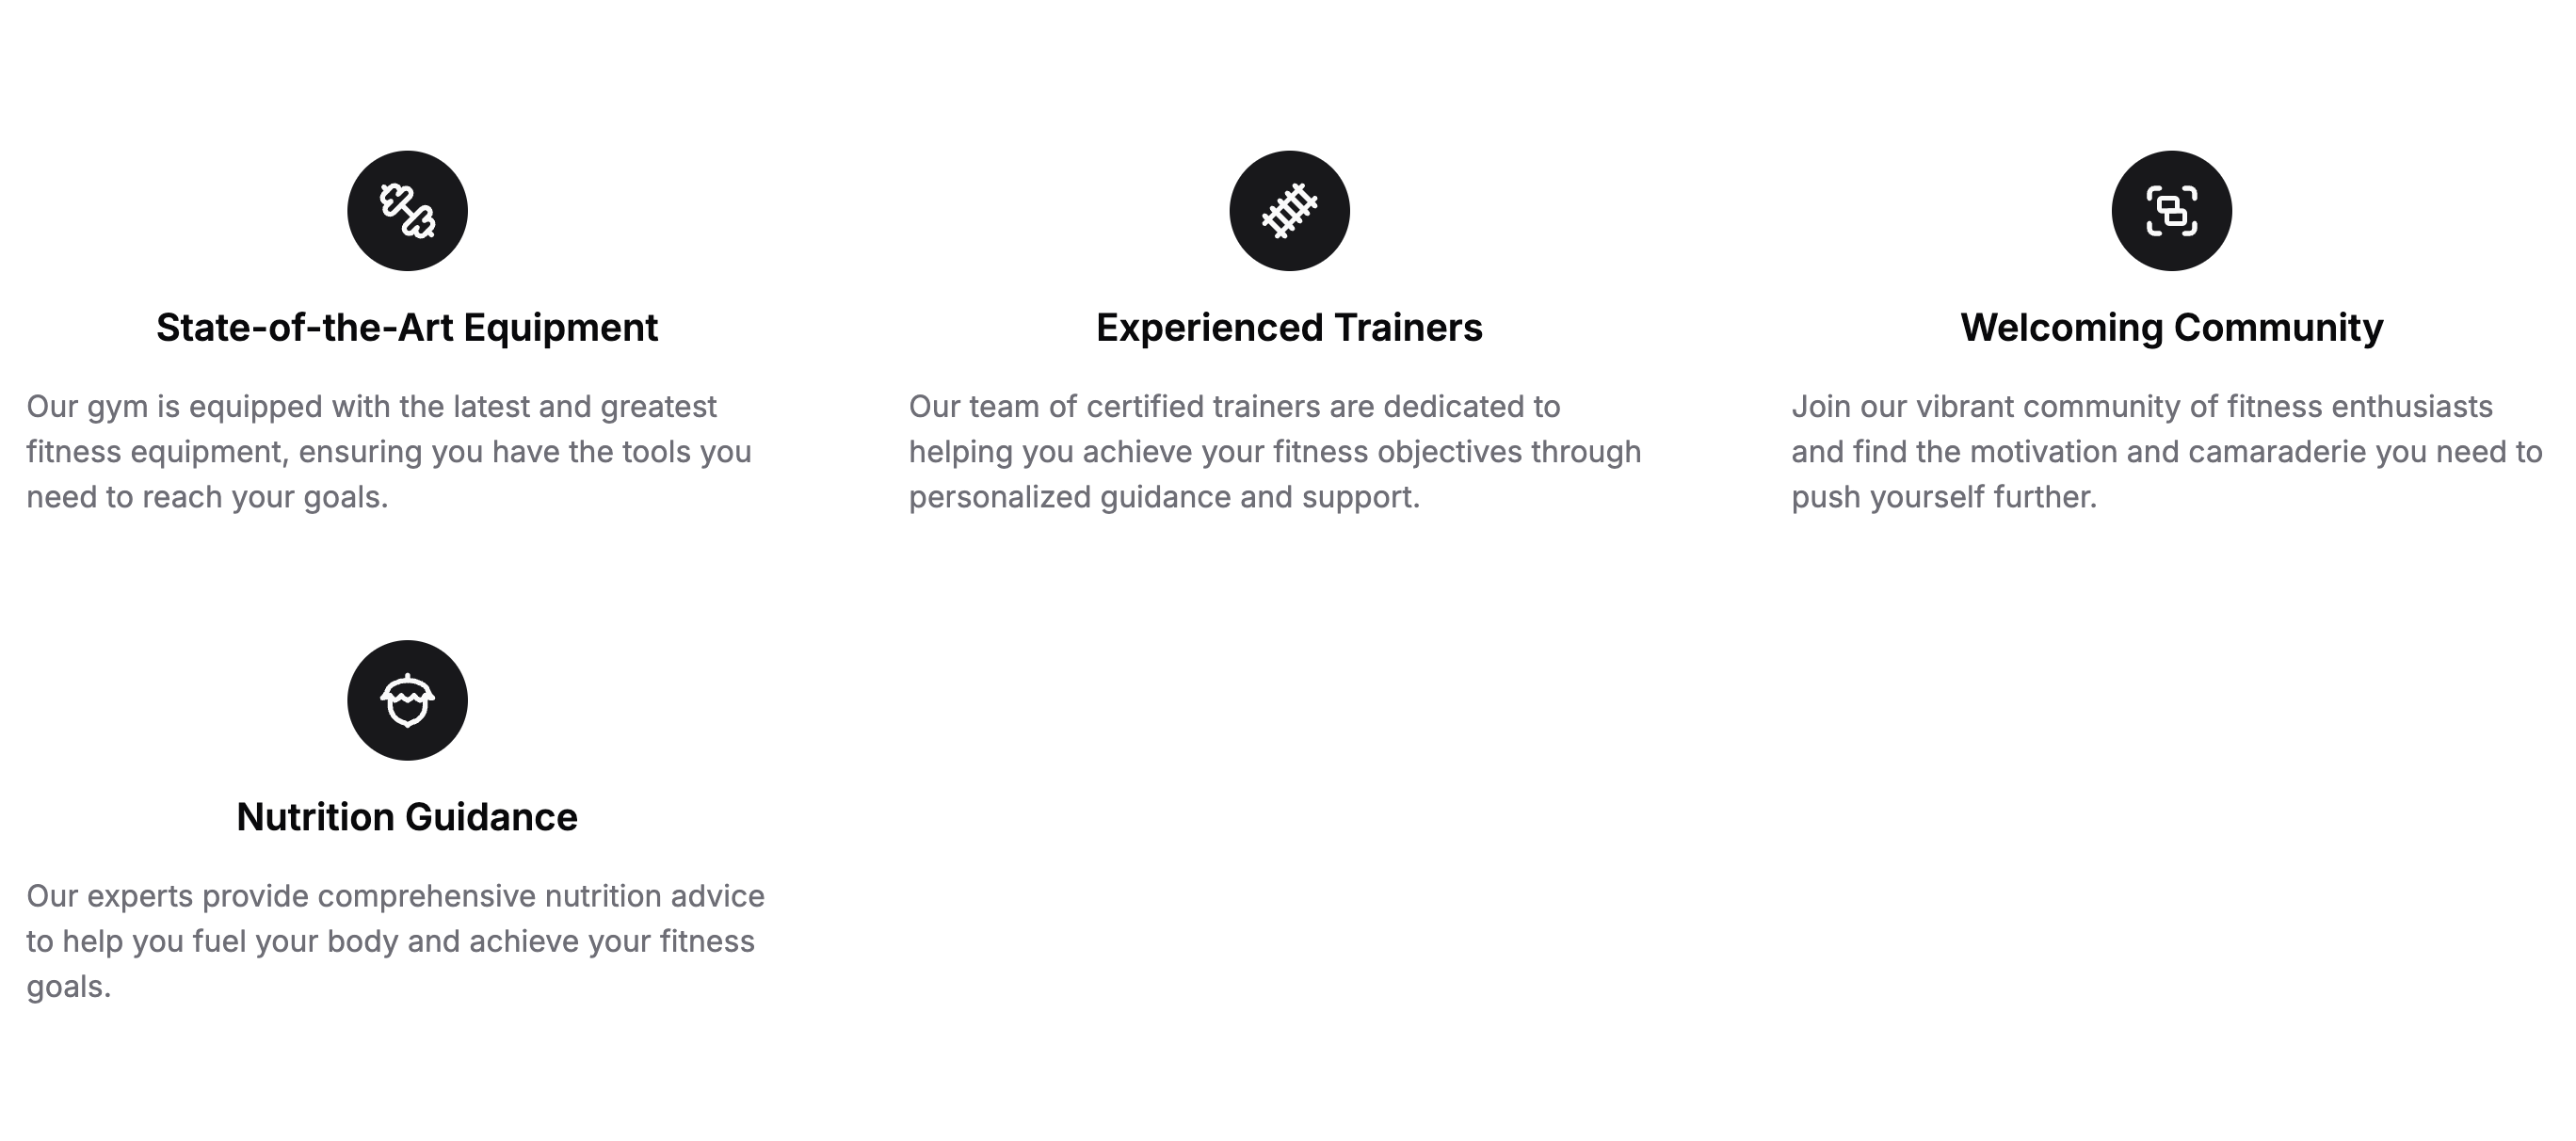 State-of-the-Art Equipment
Our gym is equipped with the latest and greatest
fitness equipment, ensuring you have the tools you
need to reach your goals.
Experienced Trainers
Our team of certified trainers are dedicated to
helping you achieve your fitness objectives through
personalized guidance and support.
Welcoming Community
Join our vibrant community of fitness enthusiasts
and find the motivation and camaraderie you need to
push yourself further.
Nutrition Guidance
Our experts provide comprehensive nutrition advice
to help you fuel your body and achieve your fitness
goals.